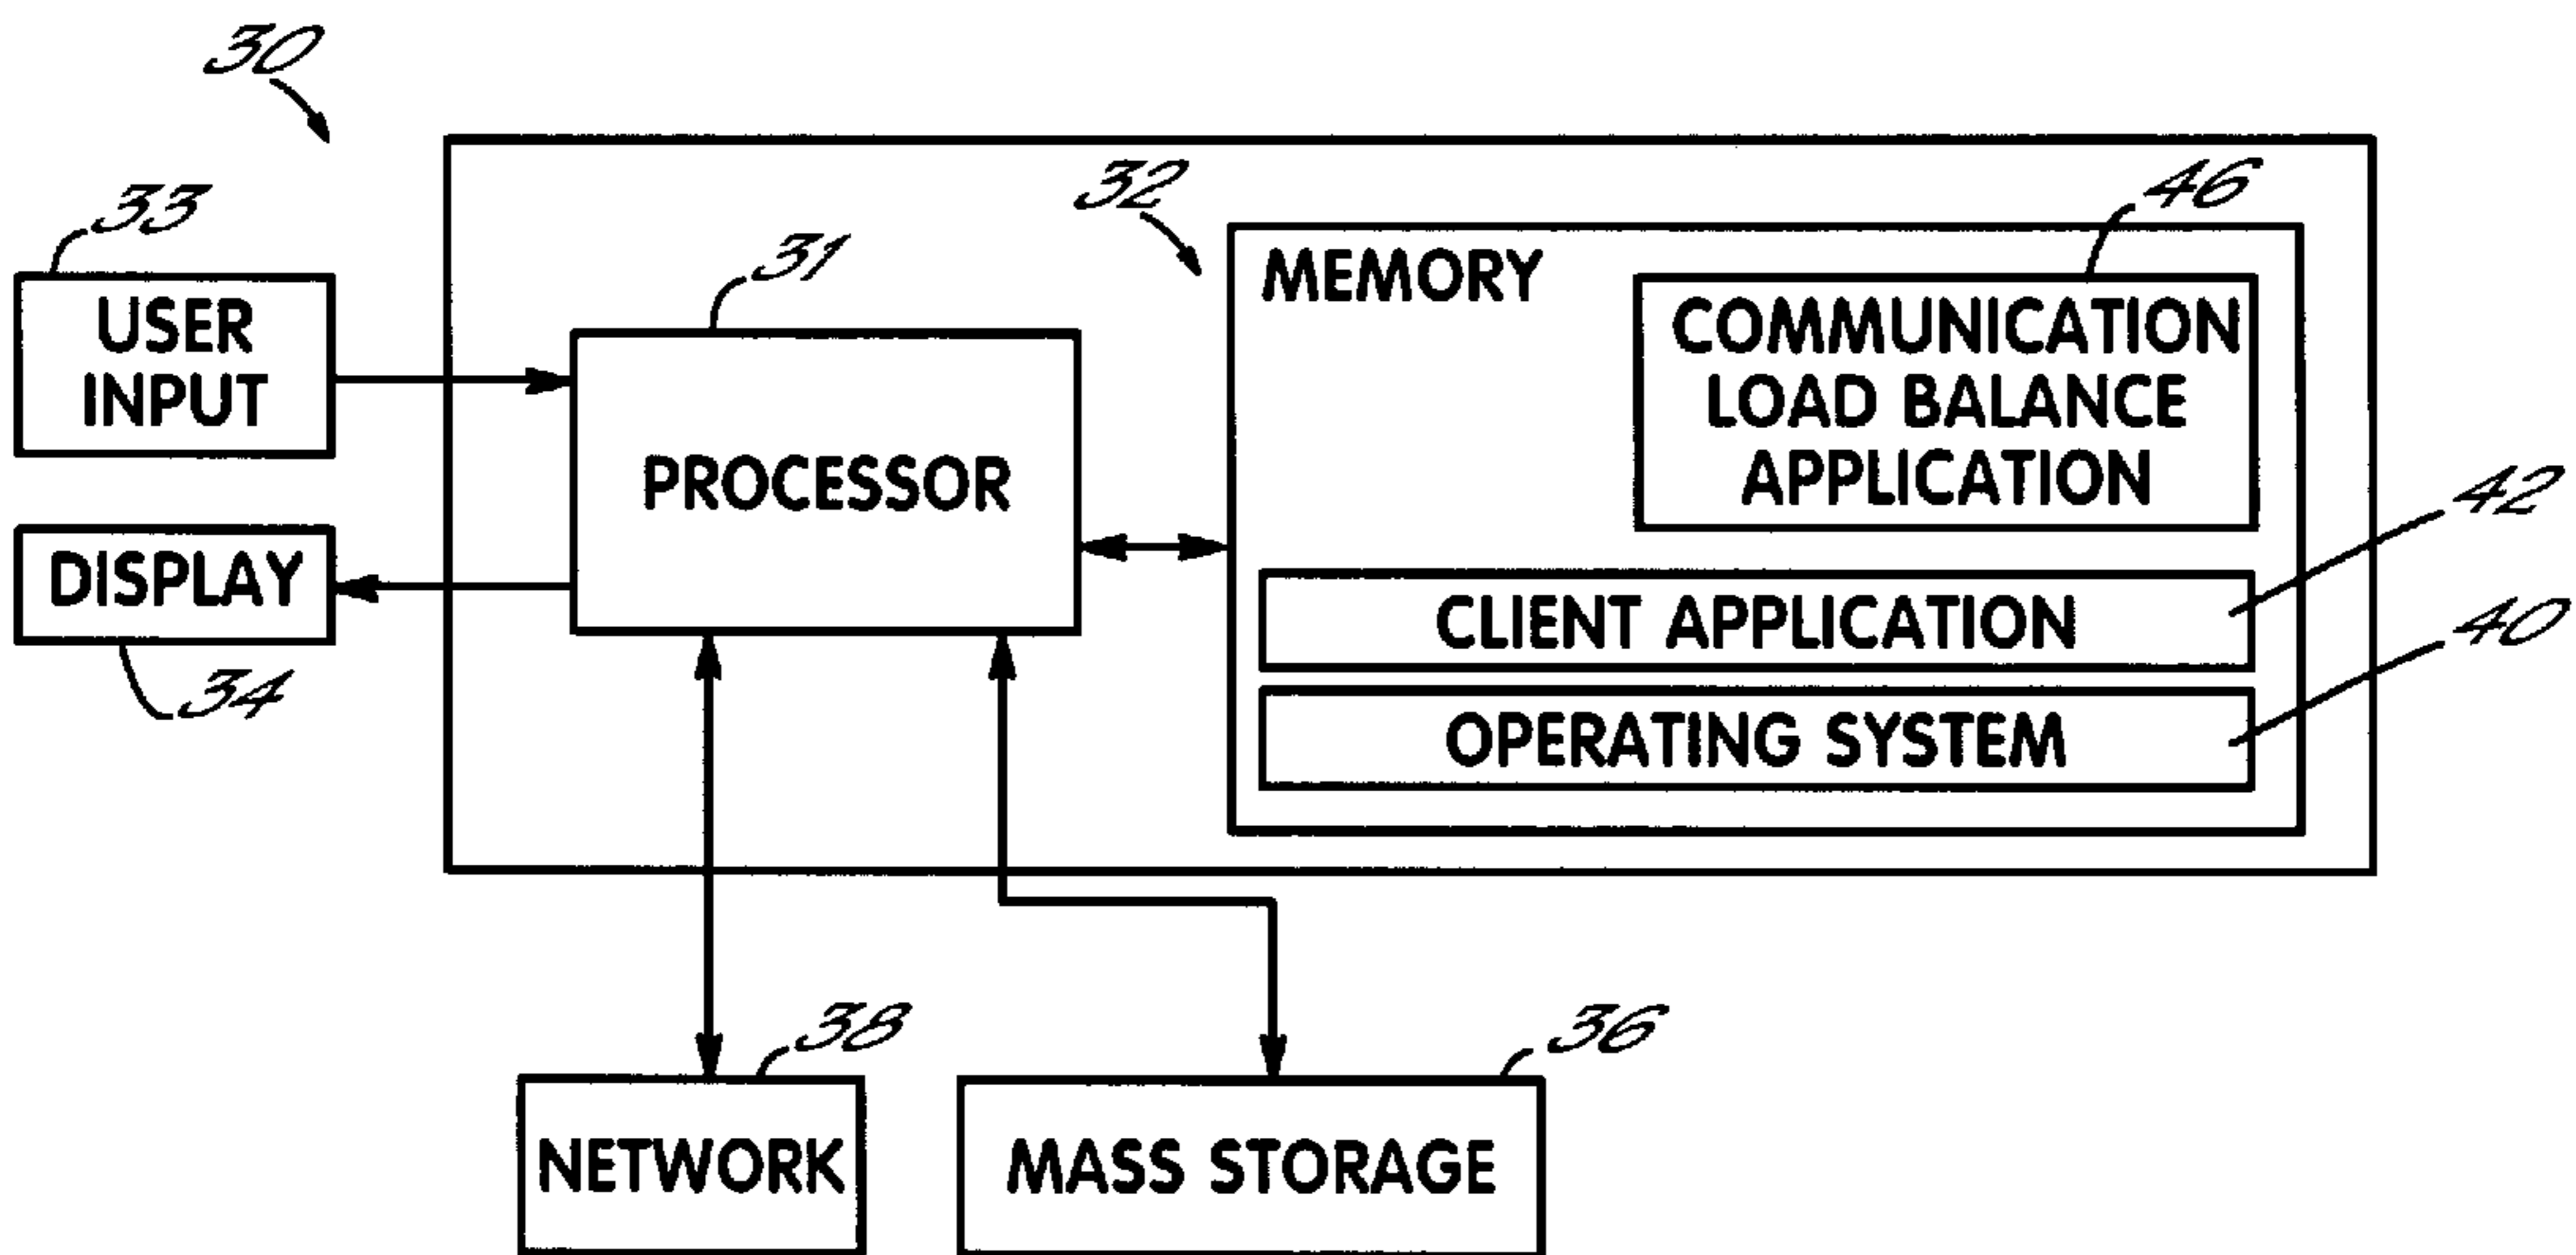 30
33
32
46
31
USER
INPUT
MEMORY
COMMUNICATION
LOAD BALANCE
APPLICATION
PROCESSOR
42
DISPLAY
CLIENT APPLICATION
40
34
OPERATING SYSTEM
38
36
NETWORK
MASS STORAGE